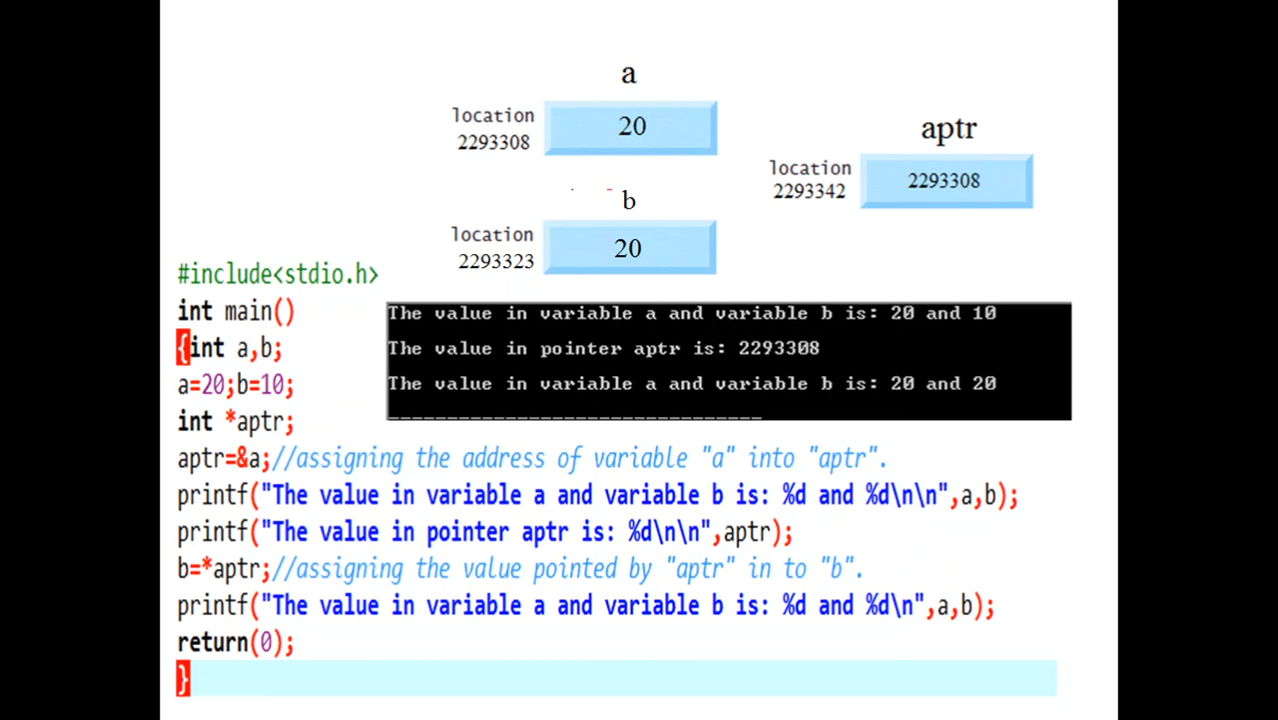 a
location
2293308
20
aptr
location
2293342
2293308
b
location
2293323
20
#include<stdio.h>
int main()
{int a,b;
a=20;b=10;
int *aptr;
aptr=&a;//assigning the address of variable "a" into "aptr".
printf("The value in variable a and variable b is: %d and %d\n\n",a,b);
printf("The value in pointer aptr is: %d\n\n",aptr);
b=*aptr;//assigning the value pointed by "aptr" in to "b".
printf("The value in variable a and variable b is: %d and %d\n",a,b);
return(0);
}
The value in variable a and variable b is: 20 and 10
The value in pointer aptr is: 2293308
The value in variable a and variable b is: 20 and 20
--------------------------------